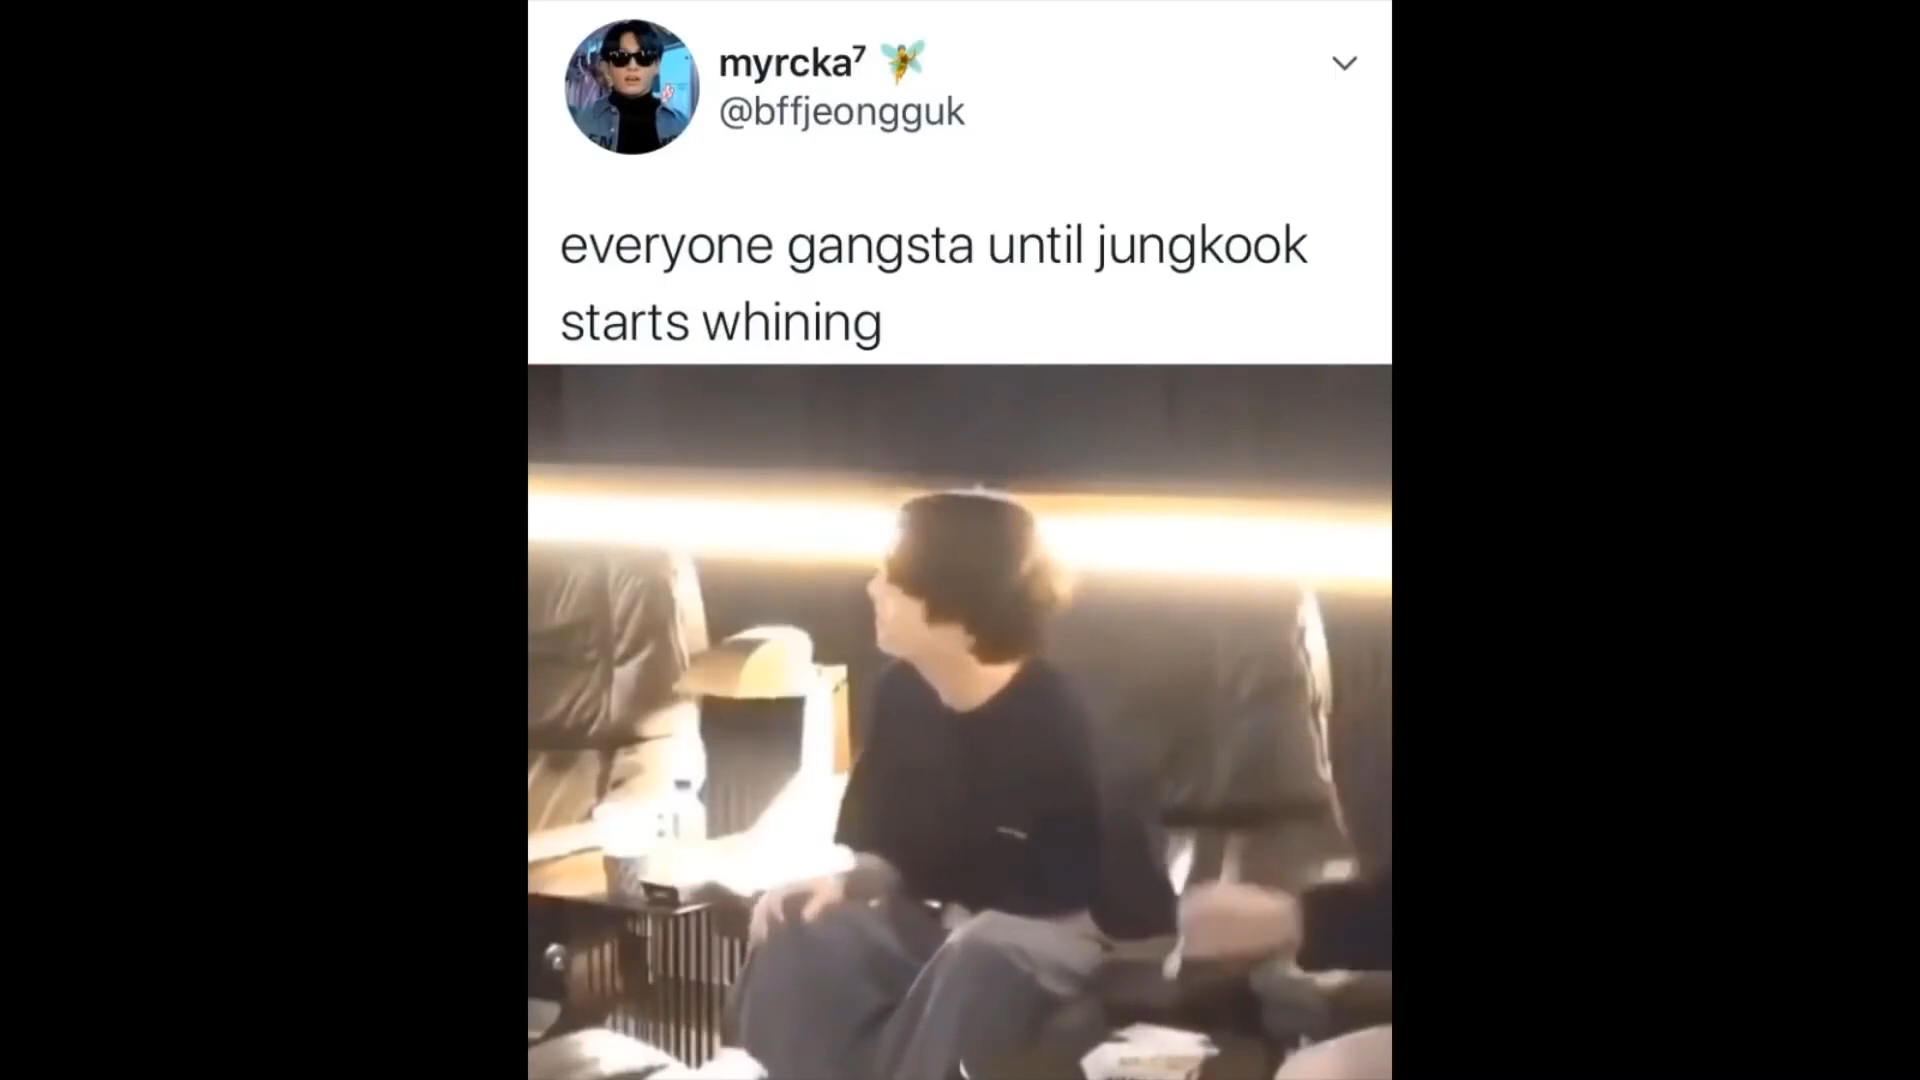 myrcka⁷ 🧚
@bffjeongguk
everyone gangsta until jungkook
starts whining